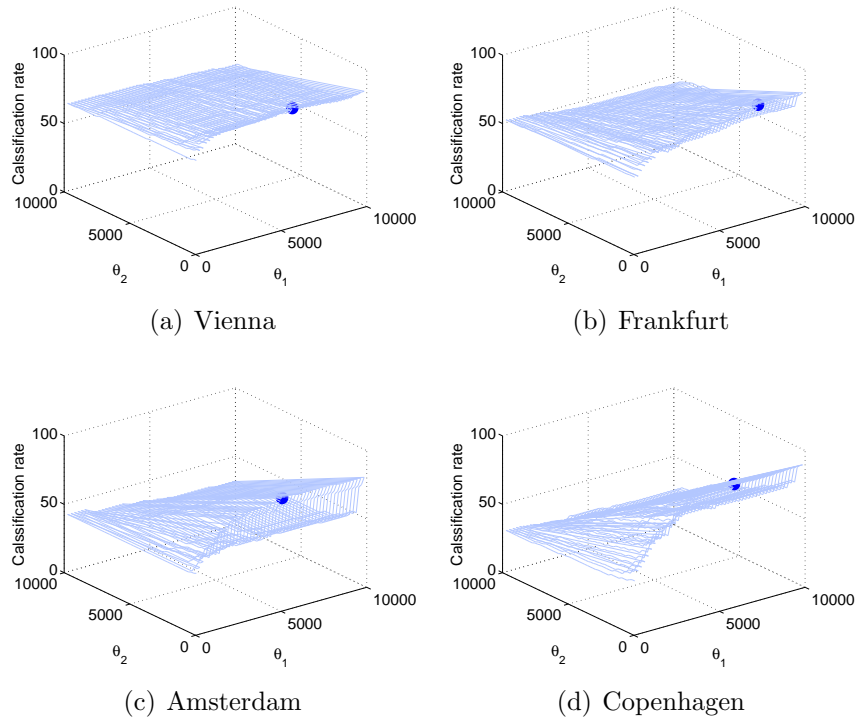 100
50
0
10000
5000
0
0
5000
10000
Calssification rate
θ2
θ1
(a) Vienna
100
50
0
10000
5000
0
0
5000
10000
Calssification rate
θ2
θ1
(b) Frankfurt
100
50
0
10000
5000
0
0
5000
10000
Calssification rate
θ2
θ1
(c) Amsterdam
100
50
0
10000
5000
0
0
5000
10000
Calssification rate
θ2
θ1
(d) Copenhagen